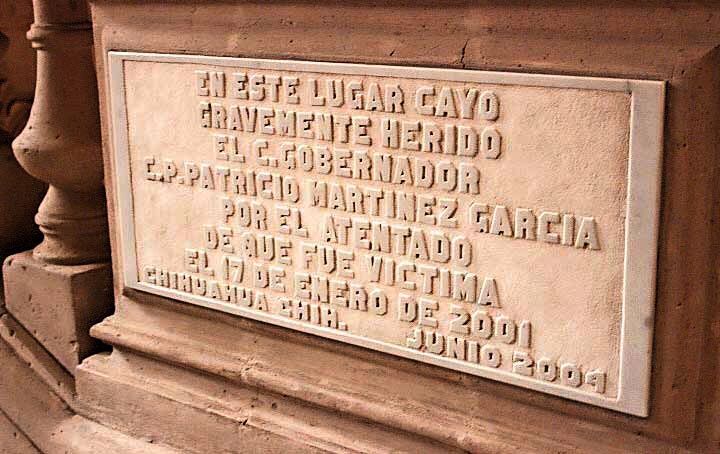 EN ESTE LUGAR CAYO
GRAVEMENTE HERIDO
EL C. GOBERNADOR
C.P. PATRICIO MARTINEZ GARCIA
POR EL ATENTADO
DE QUE FUE VICTIMA
EL 17 DE ENERO DE 2001
CHIHUAHUA CHIH. JUNIO 2004